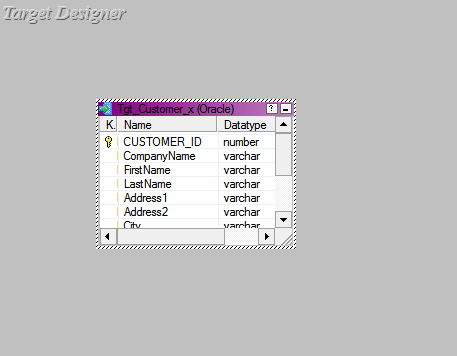 Target Designer
Tgt_Customer_x (Oracle)
K. Name Datatype
CUSTOMER_ID number
CompanyName varchar
FirstName varchar
LastName varchar
Address1 varchar
Address2 varchar
City varchar